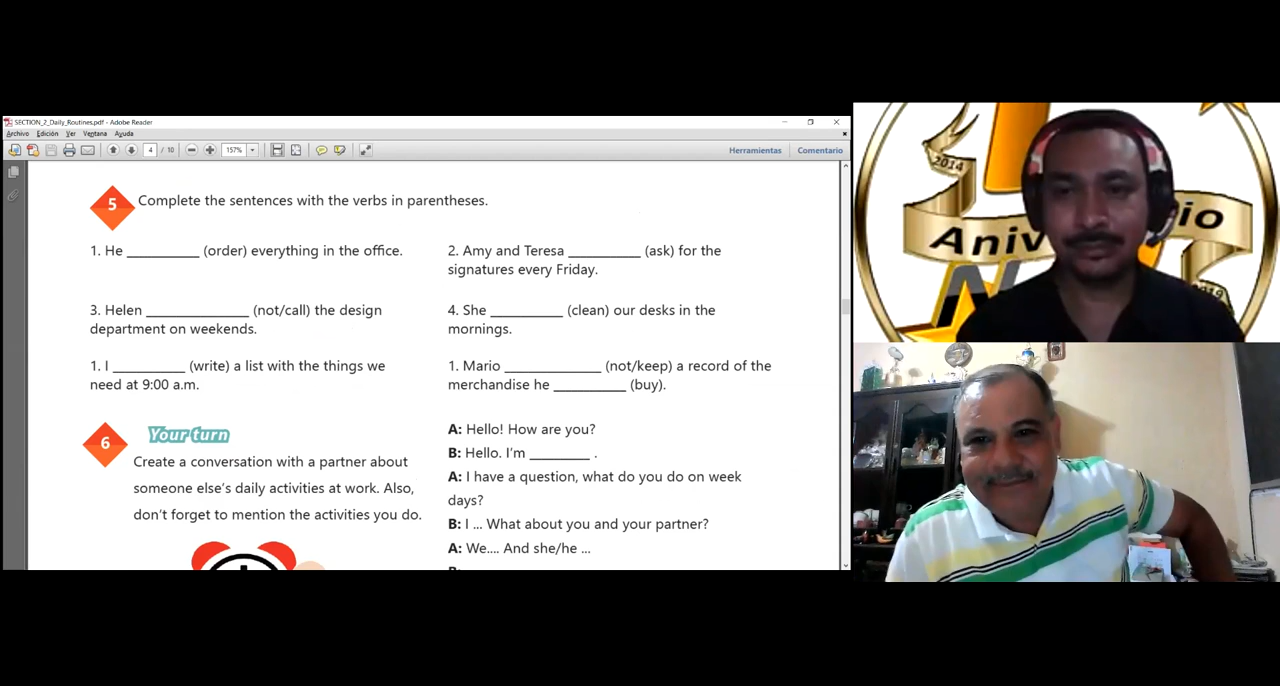 SECTION_2_Daily_Routines.pdf - Adobe Reader
Archivo Edición Ver Ventana Ayuda
4 / 10 157% Herramientas Comentario
5 Complete the sentences with the verbs in parentheses.
1. He __________ (order) everything in the office.
2. Amy and Teresa __________ (ask) for the
signatures every Friday.
3. Helen ______________ (not/call) the design
department on weekends.
4. She __________ (clean) our desks in the
mornings.
1. I __________ (write) a list with the things we
need at 9:00 a.m.
1. Mario _____________ (not/keep) a record of the
merchandise he __________ (buy).
6 Your turn
Create a conversation with a partner about
someone else's daily activities at work. Also,
don't forget to mention the activities you do.
A: Hello! How are you?
B: Hello. I'm ________ .
A: I have a question, what do you do on week
days?
B: I ... What about you and your partner?
A: We.... And she/he ...
2014
Aniv
io
2019